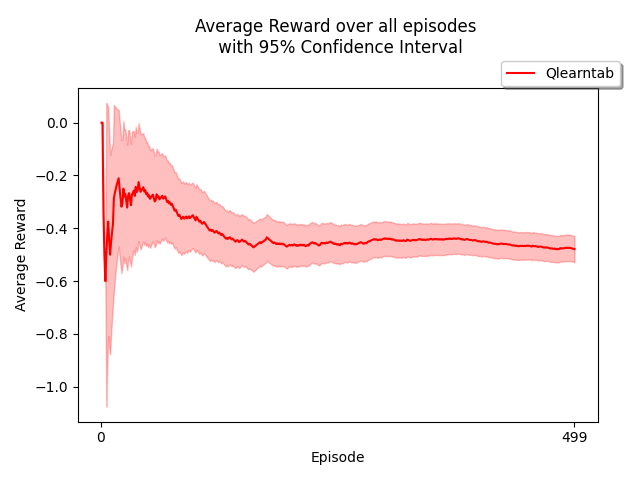 Average Reward over all episodes
with 95% Confidence Interval
Qlearntab
0.0
−0.2
−0.4
−0.6
−0.8
−1.0
Average Reward
0
499
Episode